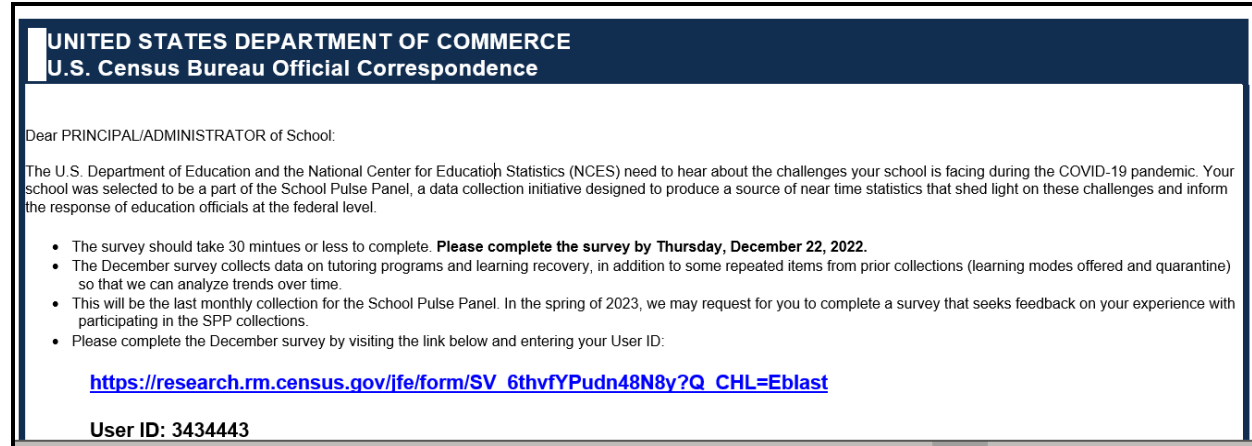 UNITED STATES DEPARTMENT OF COMMERCE
U.S. Census Bureau Official Correspondence
Dear PRINCIPAL/ADMINISTRATOR of School:
The U.S. Department of Education and the National Center for Education Statistics (NCES) need to hear about the challenges your school is facing during the COVID-19 pandemic. Your
school was selected to be a part of the School Pulse Panel, a data collection initiative designed to produce a source of near time statistics that shed light on these challenges and inform
the response of education officials at the federal level.
• The survey should take 30 mintues or less to complete. Please complete the survey by Thursday, December 22, 2022.
• The December survey collects data on tutoring programs and learning recovery, in addition to some repeated items from prior collections (learning modes offered and quarantine)
so that we can analyze trends over time.
• This will be the last monthly collection for the School Pulse Panel. In the spring of 2023, we may request for you to complete a survey that seeks feedback on your experience with
participating in the SPP collections.
• Please complete the December survey by visiting the link below and entering your User ID:
https://research.rm.census.gov/jfe/form/SV_6thvfYPudn48N8y?Q_CHL=Eblast
User ID: 3434443